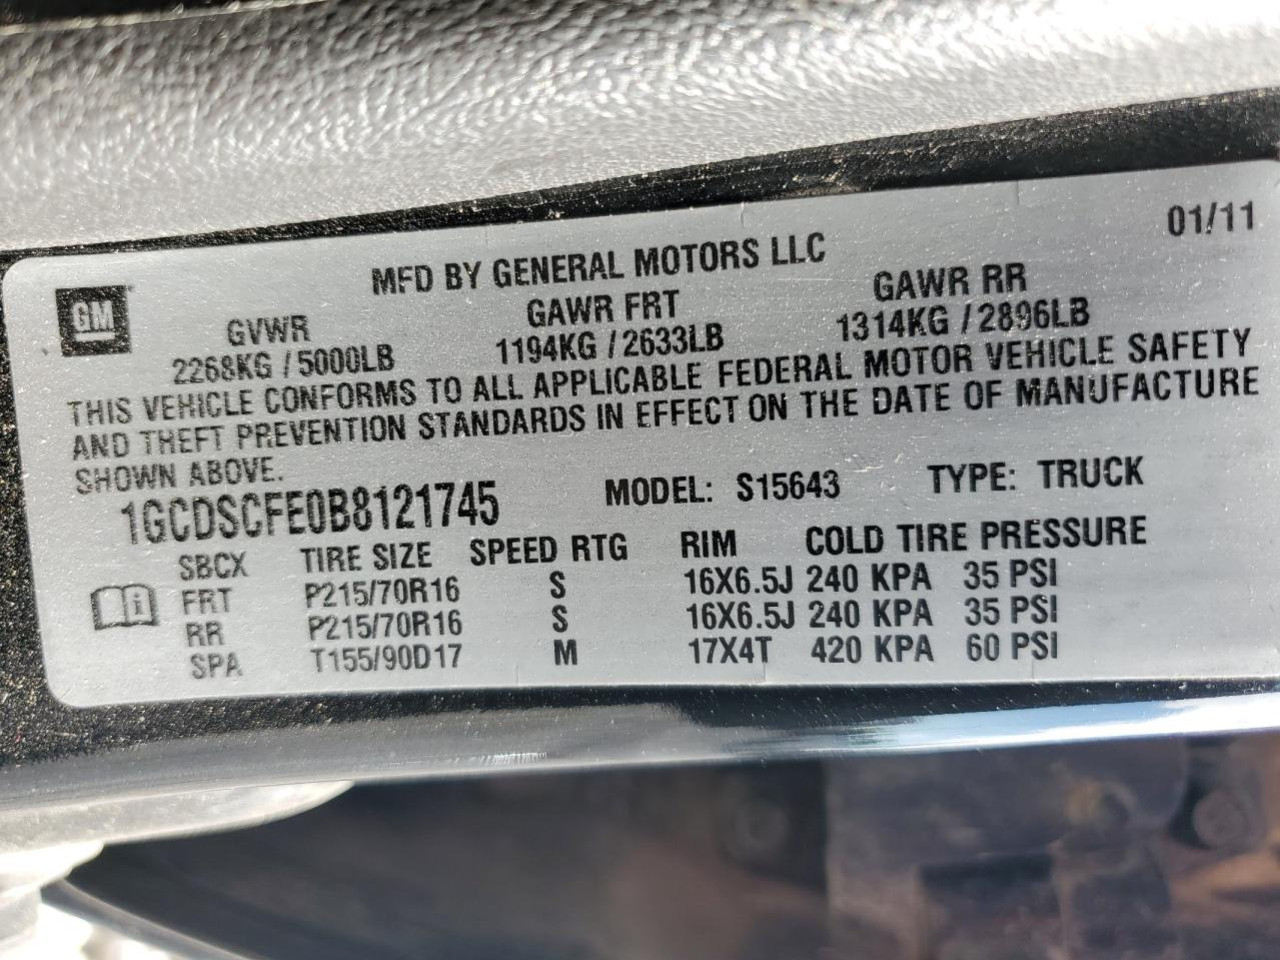 01/11
MFD BY GENERAL MOTORS LLC
GM
GVWR GAWR FRT GAWR RR
2268KG / 5000LB 1194KG / 2633LB 1314KG / 2896LB
THIS VEHICLE CONFORMS TO ALL APPLICABLE FEDERAL MOTOR VEHICLE SAFETY
AND THEFT PREVENTION STANDARDS IN EFFECT ON THE DATE OF MANUFACTURE
SHOWN ABOVE.
1GCDSCFE0B8121745 MODEL: S15643 TYPE: TRUCK
SBCX TIRE SIZE SPEED RTG RIM COLD TIRE PRESSURE
FRT P215/70R16 S 16X6.5J 240 KPA 35 PSI
RR P215/70R16 S 16X6.5J 240 KPA 35 PSI
SPA T155/90D17 M 17X4T 420 KPA 60 PSI